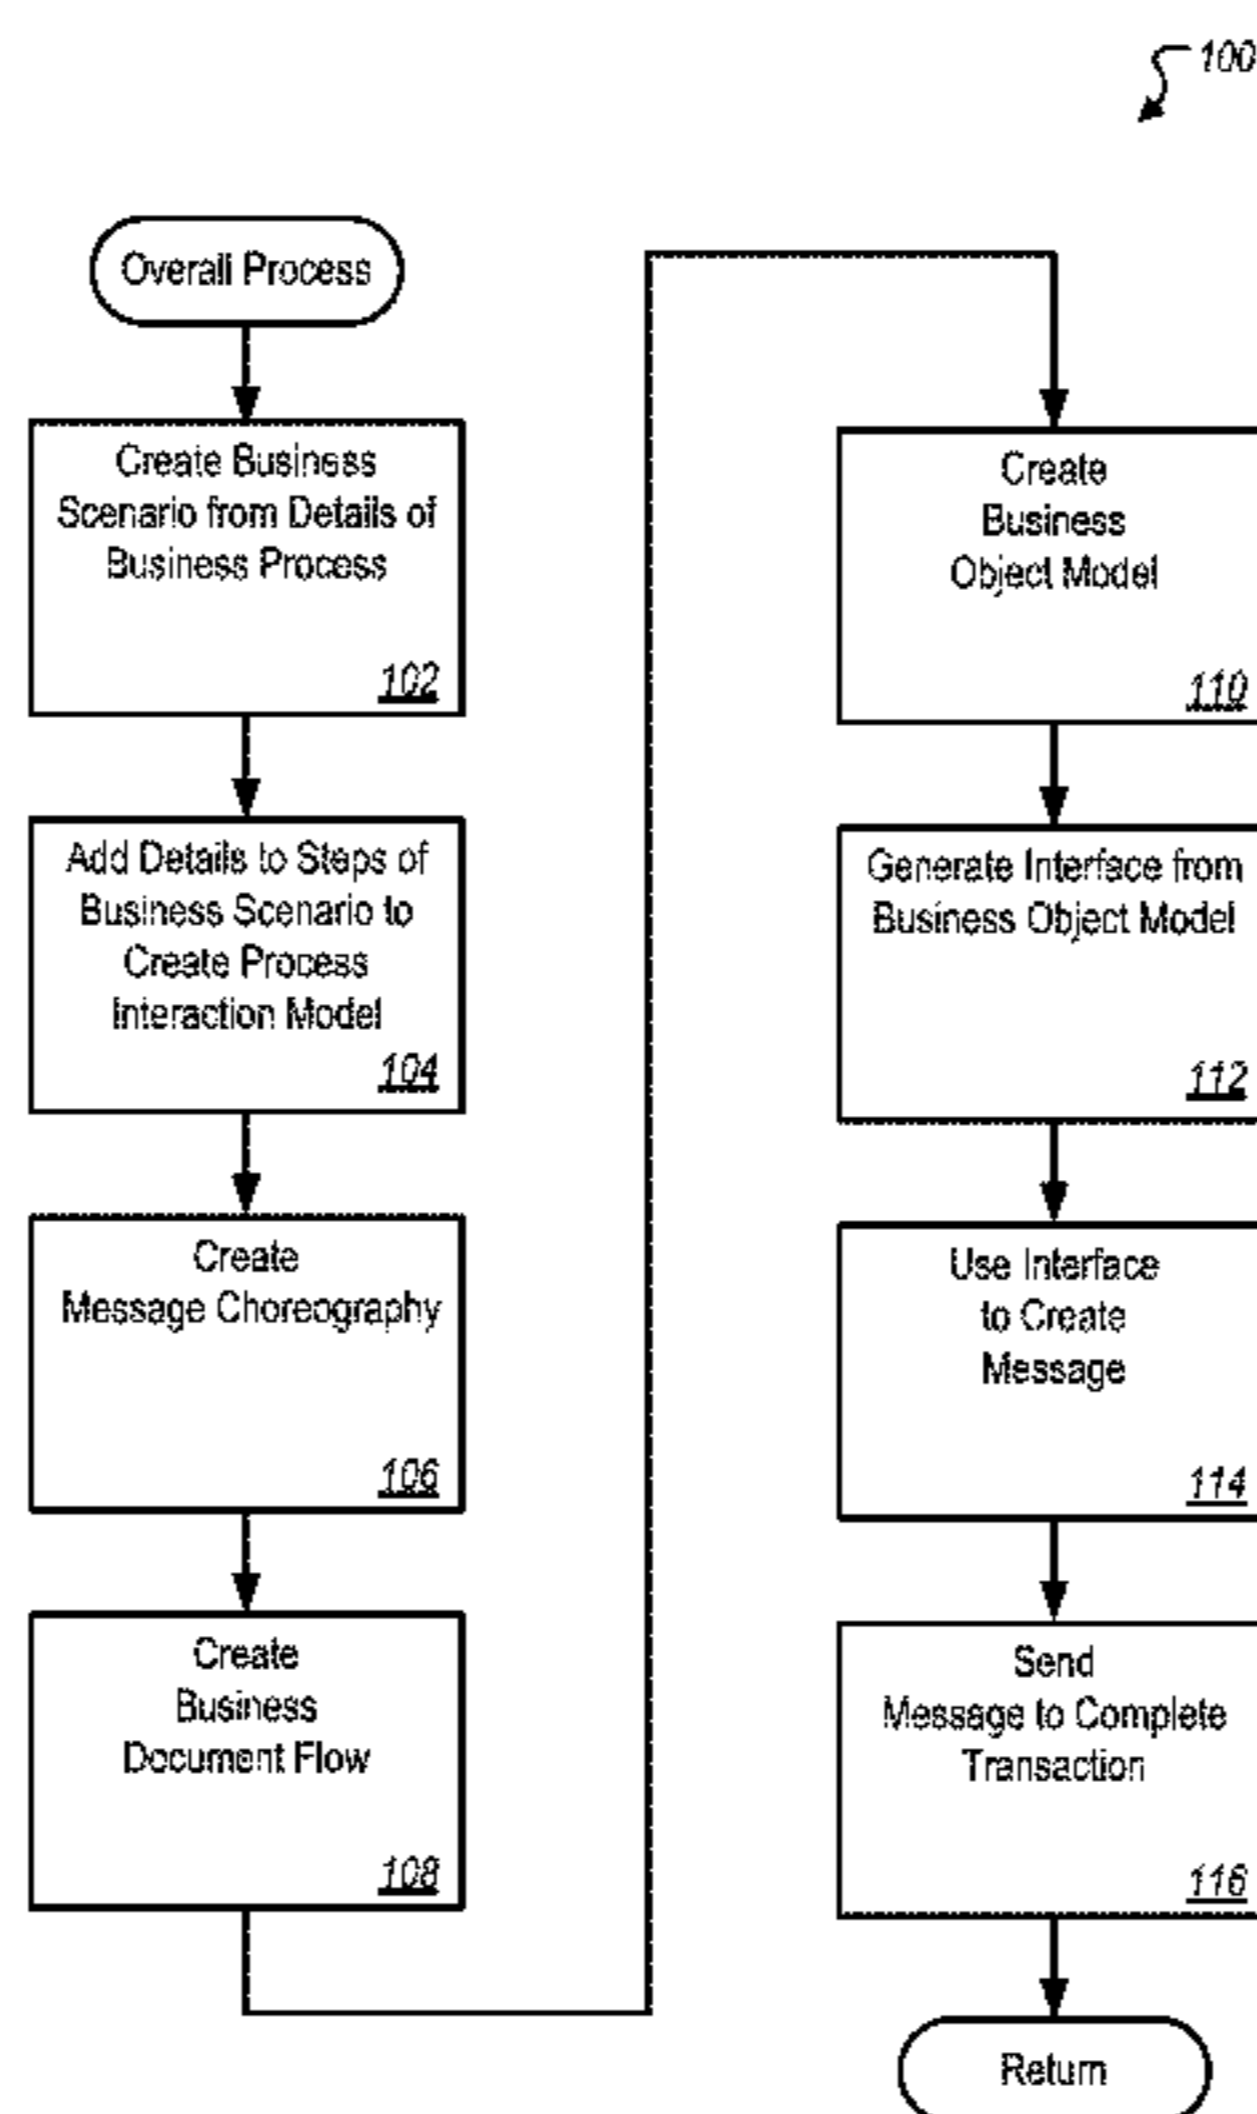 100
Overall Process
Create Business
Scenario from Details of
Business Process
102
Add Details to Steps of
Business Scenario to
Create Process
Interaction Model
104
Create
Message Choreography
106
Create
Business
Document Flow
108
Create
Business
Object Model
110
Generate Interface from
Business Object Model
112
Use Interface
to Create
Message
114
Send
Message to Complete
Transaction
116
Return